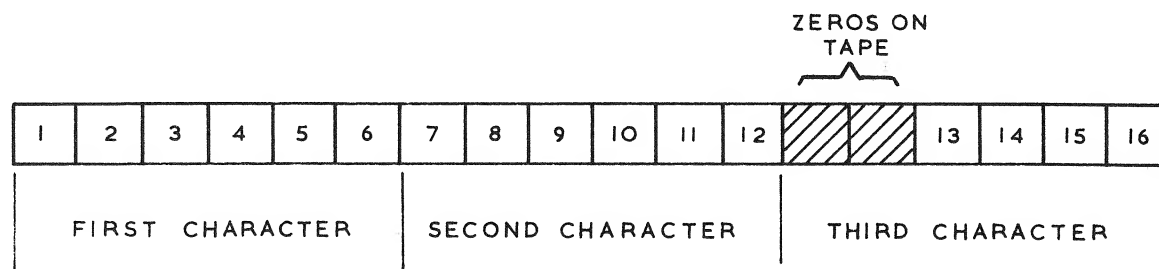 ZEROS ON
TAPE
1 2 3 4 5 6 7 8 9 10 11 12 13 14 15 16
FIRST CHARACTER SECOND CHARACTER THIRD CHARACTER